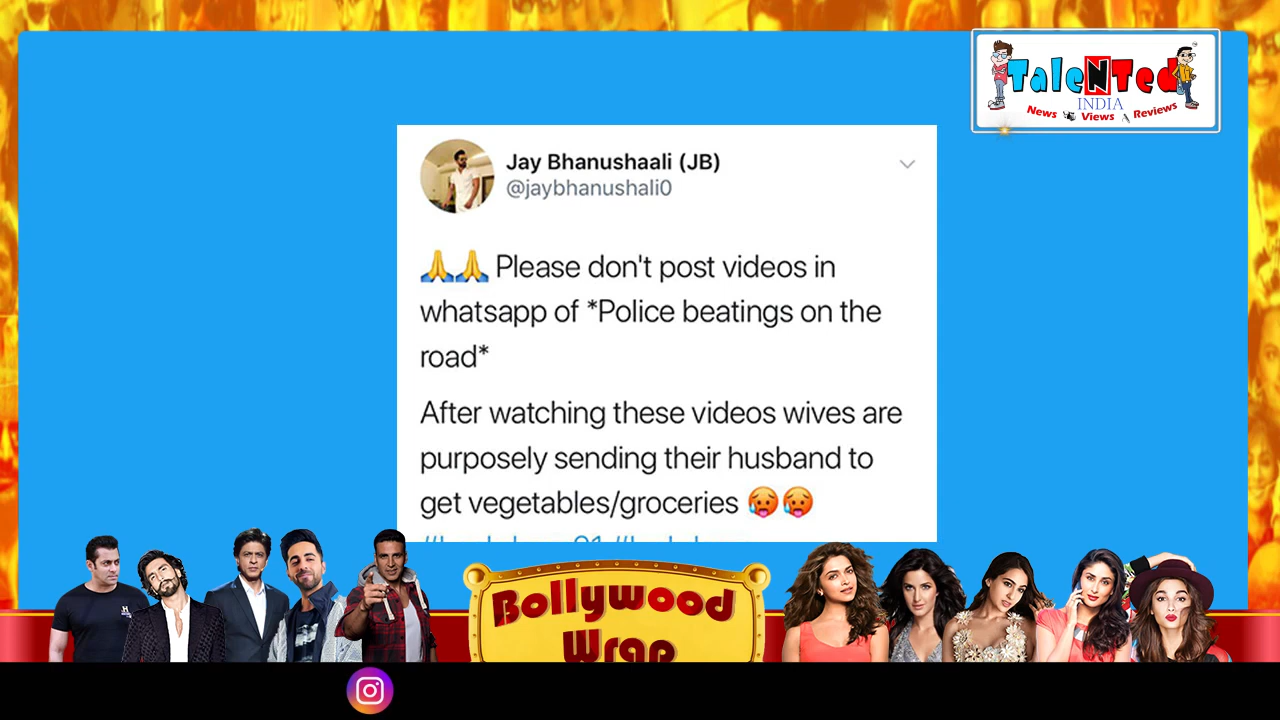 TaleNTed
INDIA
News Views Reviews
Jay Bhanushaali (JB)
@jaybhanushali0
🙏🙏 Please don't post videos in
whatsapp of *Police beatings on the
road*
After watching these videos wives are
purposely sending their husband to
get vegetables/groceries 🥵🥵
Bollywood
Wrap